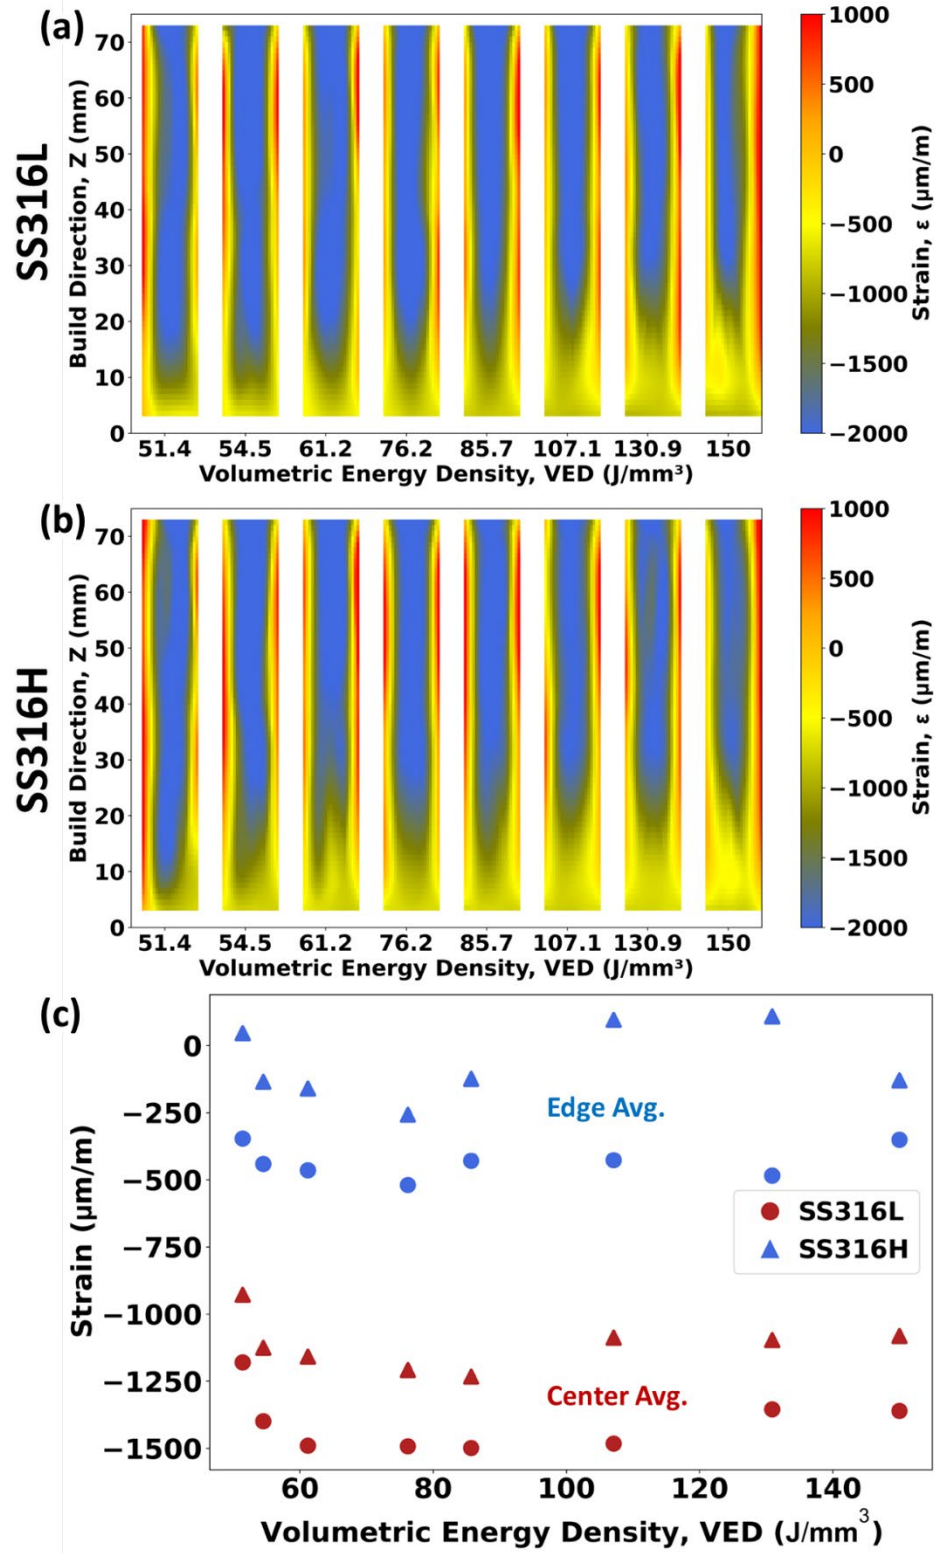 (a)
SS316L
Build Direction, Z (mm)
70
60
50
40
30
20
10
0
51.4 54.5 61.2 76.2 85.7 107.1 130.9 150
Volumetric Energy Density, VED (J/mm³)
1000
500
0
−500
−1000
−1500
−2000
Strain, ε (μm/m)
(b)
SS316H
Build Direction, Z (mm)
70
60
50
40
30
20
10
0
51.4 54.5 61.2 76.2 85.7 107.1 130.9 150
Volumetric Energy Density, VED (J/mm³)
1000
500
0
−500
−1000
−1500
−2000
Strain, ε (μm/m)
(c)
Strain (μm/m)
0
−250
−500
−750
−1000
−1250
−1500
Edge Avg.
SS316L
SS316H
Center Avg.
60 80 100 120 140
Volumetric Energy Density, VED (J/mm³)